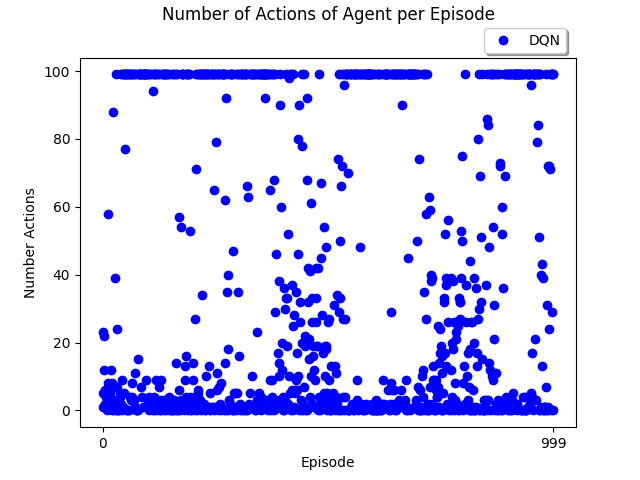 Number of Actions of Agent per Episode
DQN
Number Actions
100
80
60
40
20
0
0
999
Episode